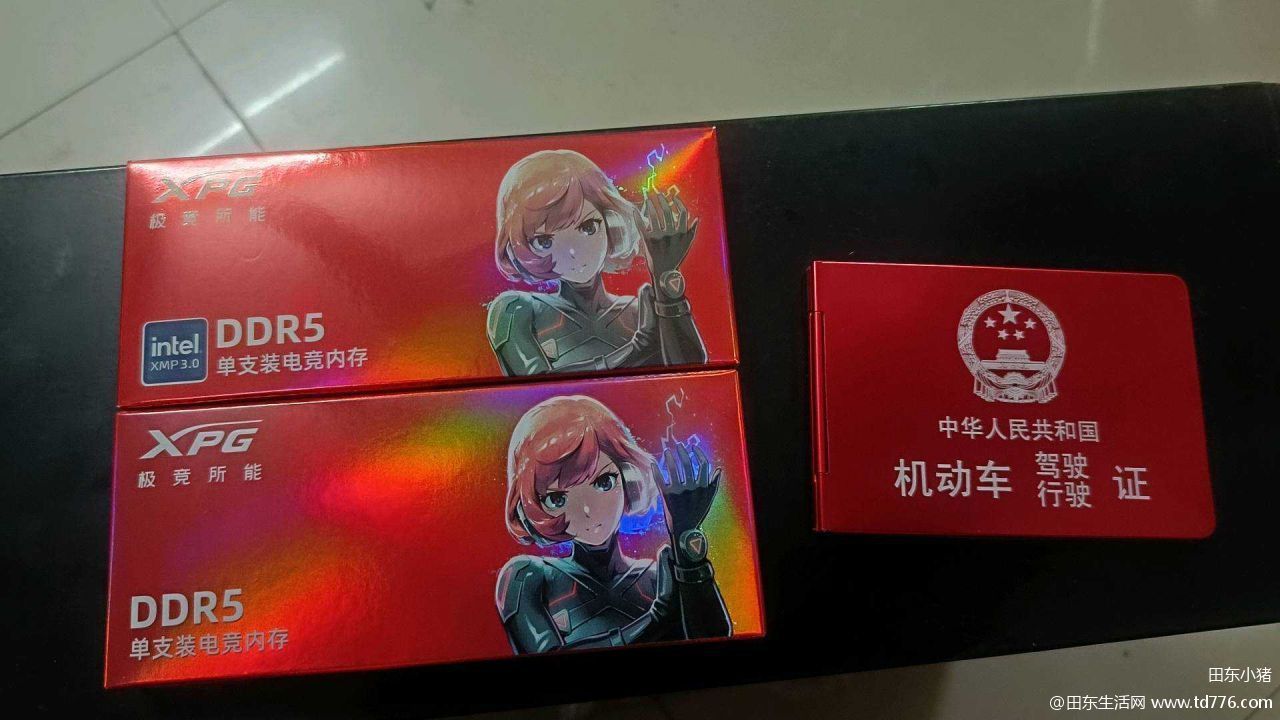 XPG
极竞所能
intel
XMP 3.0
DDR5
单支装电竞内存
XPG
极竞所能
DDR5
单支装电竞内存
中华人民共和国
机动车 驾驶 证
行驶
田东小猪
@田东生活网 www.td776.com